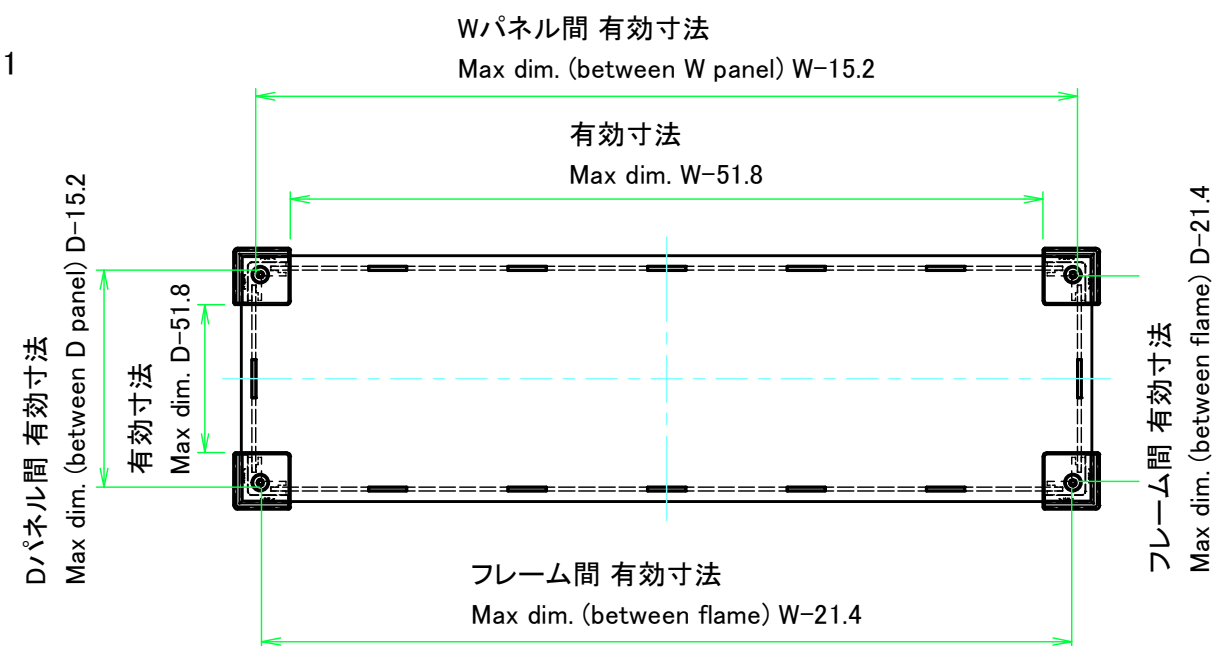 Wパネル間 有効寸法
1
Max dim. (between W panel) W-15.2
有効寸法
Max dim. W-51.8
Dパネル間 有効寸法
Max dim. (between D panel) D-15.2
有効寸法
Max dim. D-51.8
フレーム間 有効寸法
Max dim. (between flame) D-21.4
フレーム間 有効寸法
Max dim. (between flame) W-21.4